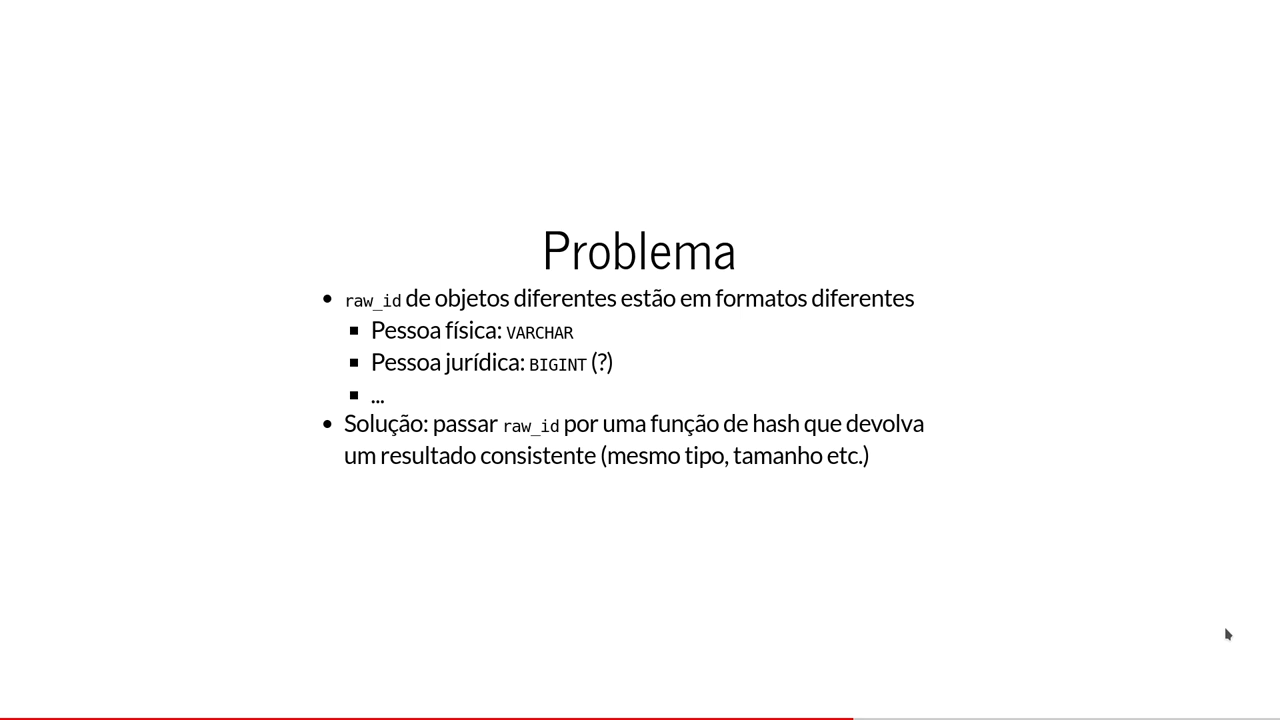 Problema
• raw_id de objetos diferentes estão em formatos diferentes
▪ Pessoa física: VARCHAR
▪ Pessoa jurídica: BIGINT (?)
▪ ...
• Solução: passar raw_id por uma função de hash que devolva
um resultado consistente (mesmo tipo, tamanho etc.)